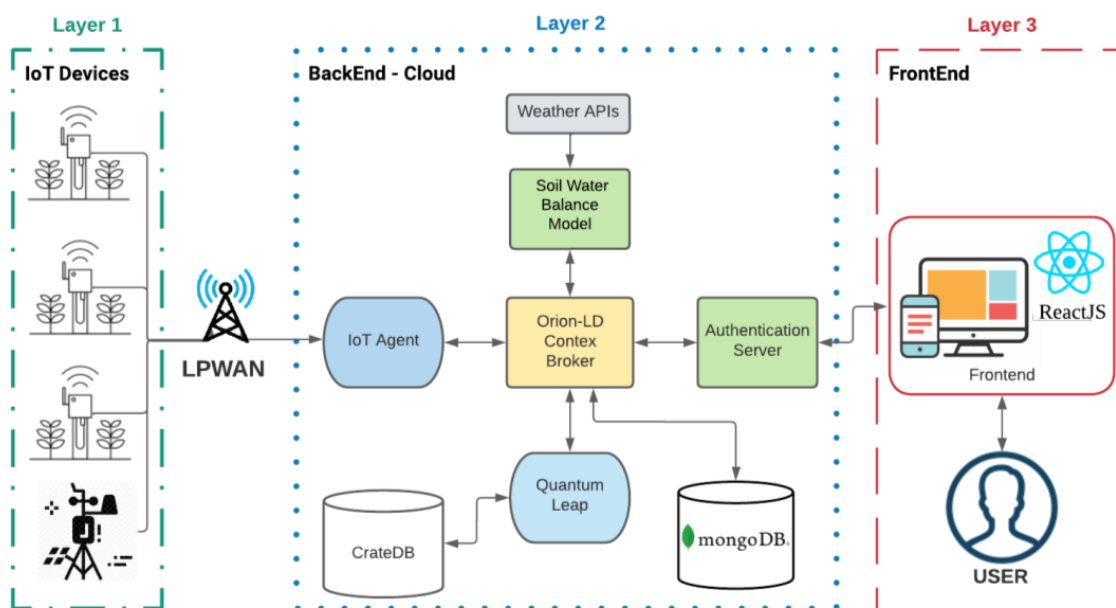 Layer 1
Layer 2
Layer 3
IoT Devices
BackEnd - Cloud
FrontEnd
Weather APIs
Soil Water
Balance
Model
LPWAN
IoT Agent
Orion-LD
Contex
Broker
Authentication
Server
ReactJS
Frontend
Quantum
Leap
CrateDB
mongoDB
USER